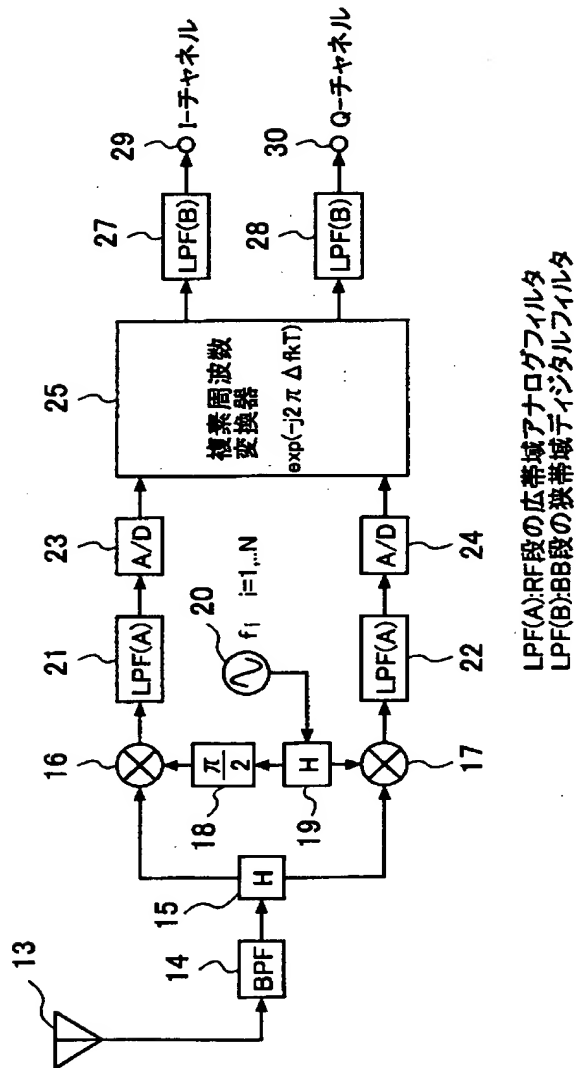 13
14
BPF
15
H
16
17
18
π/2
19
H
20
f_i i=1,...N
21
LPF(A)
22
LPF(A)
23
A/D
24
A/D
25
複素周波数
変換器
exp(-j2π ΔfkT)
27
LPF(B)
28
LPF(B)
29
I-チャネル
30
Q-チャネル
LPF(A):RF段の広帯域アナログフィルタ
LPF(B):BB段の狭帯域ディジタルフィルタ